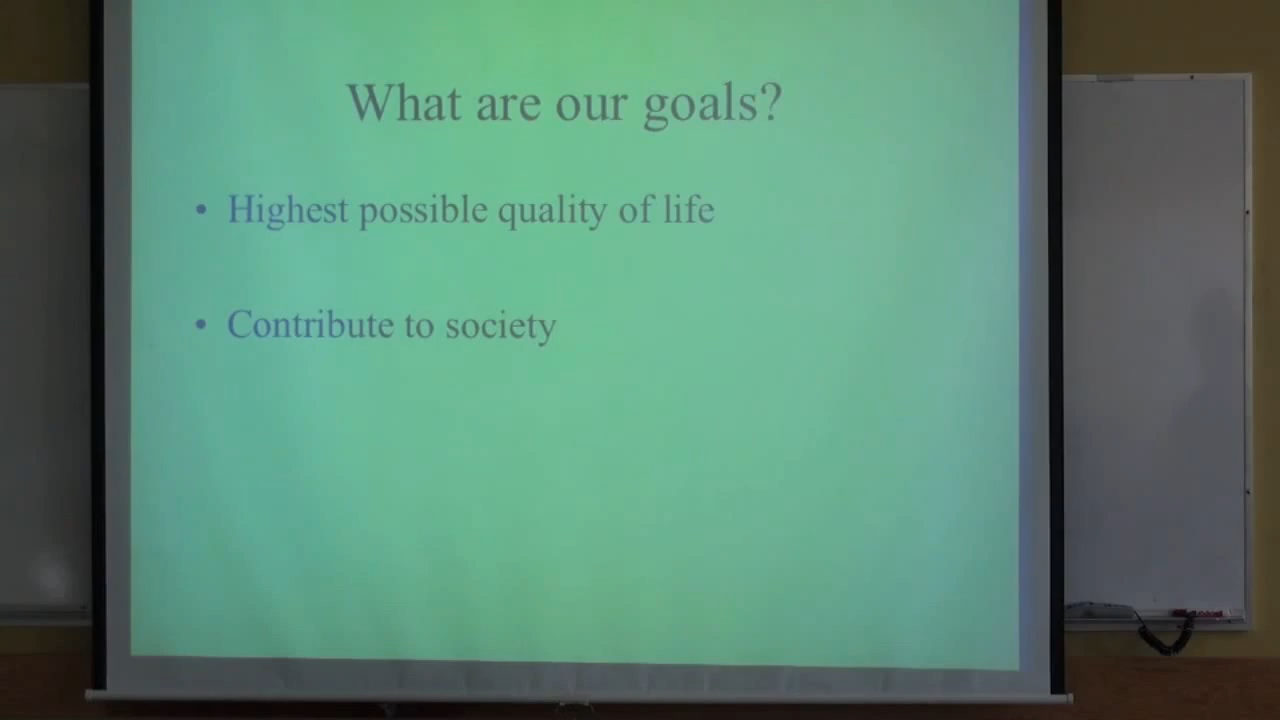 What are our goals?
• Highest possible quality of life
• Contribute to society